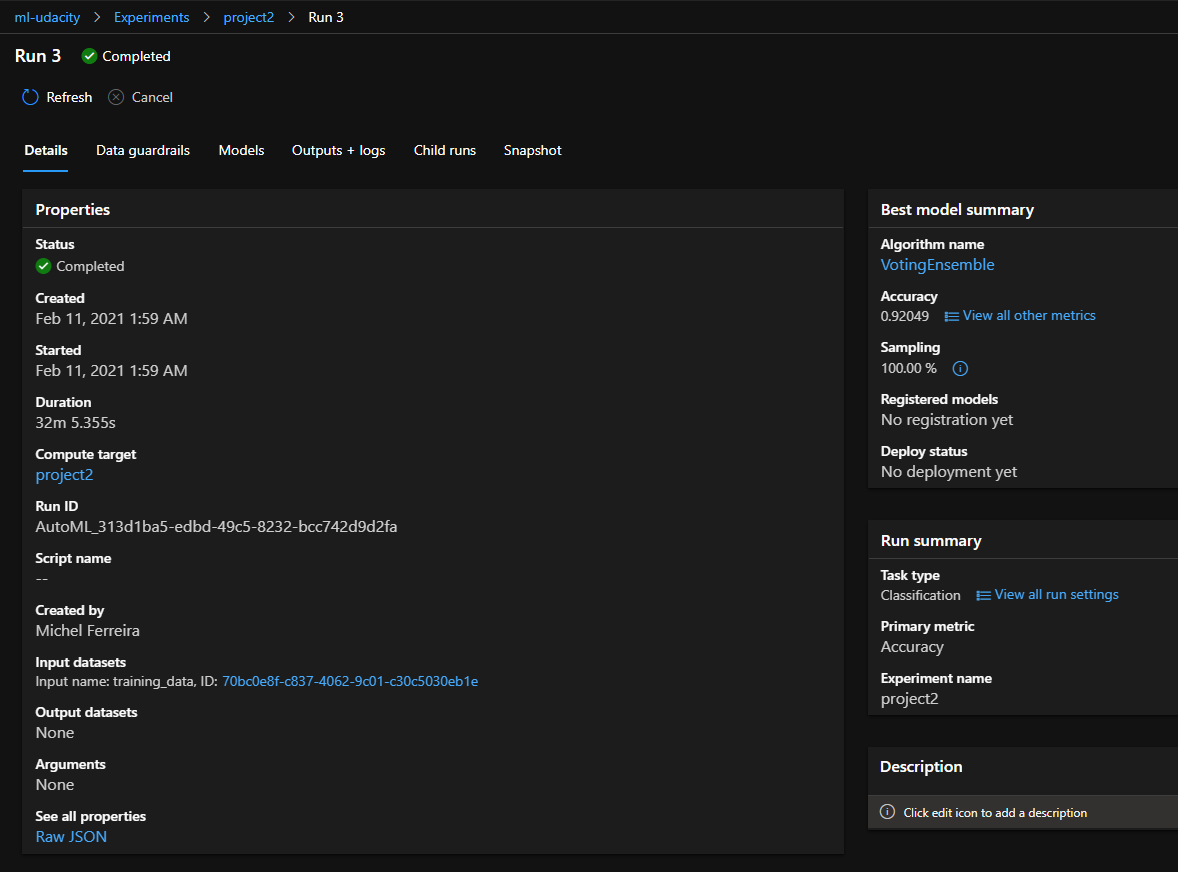 ml-udacity > Experiments > project2 > Run 3
Run 3 Completed
Refresh Cancel
Details Data guardrails Models Outputs + logs Child runs Snapshot
Properties
Status
Completed
Created
Feb 11, 2021 1:59 AM
Started
Feb 11, 2021 1:59 AM
Duration
32m 5.355s
Compute target
project2
Run ID
AutoML_313d1ba5-edbd-49c5-8232-bcc742d9d2fa
Script name
--
Created by
Michel Ferreira
Input datasets
Input name: training_data, ID: 70bc0e8f-c837-4062-9c01-c30c5030eb1e
Output datasets
None
Arguments
None
See all properties
Raw JSON
Best model summary
Algorithm name
VotingEnsemble
Accuracy
0.92049 View all other metrics
Sampling
100.00 %
Registered models
No registration yet
Deploy status
No deployment yet
Run summary
Task type
Classification View all run settings
Primary metric
Accuracy
Experiment name
project2
Description
Click edit icon to add a description